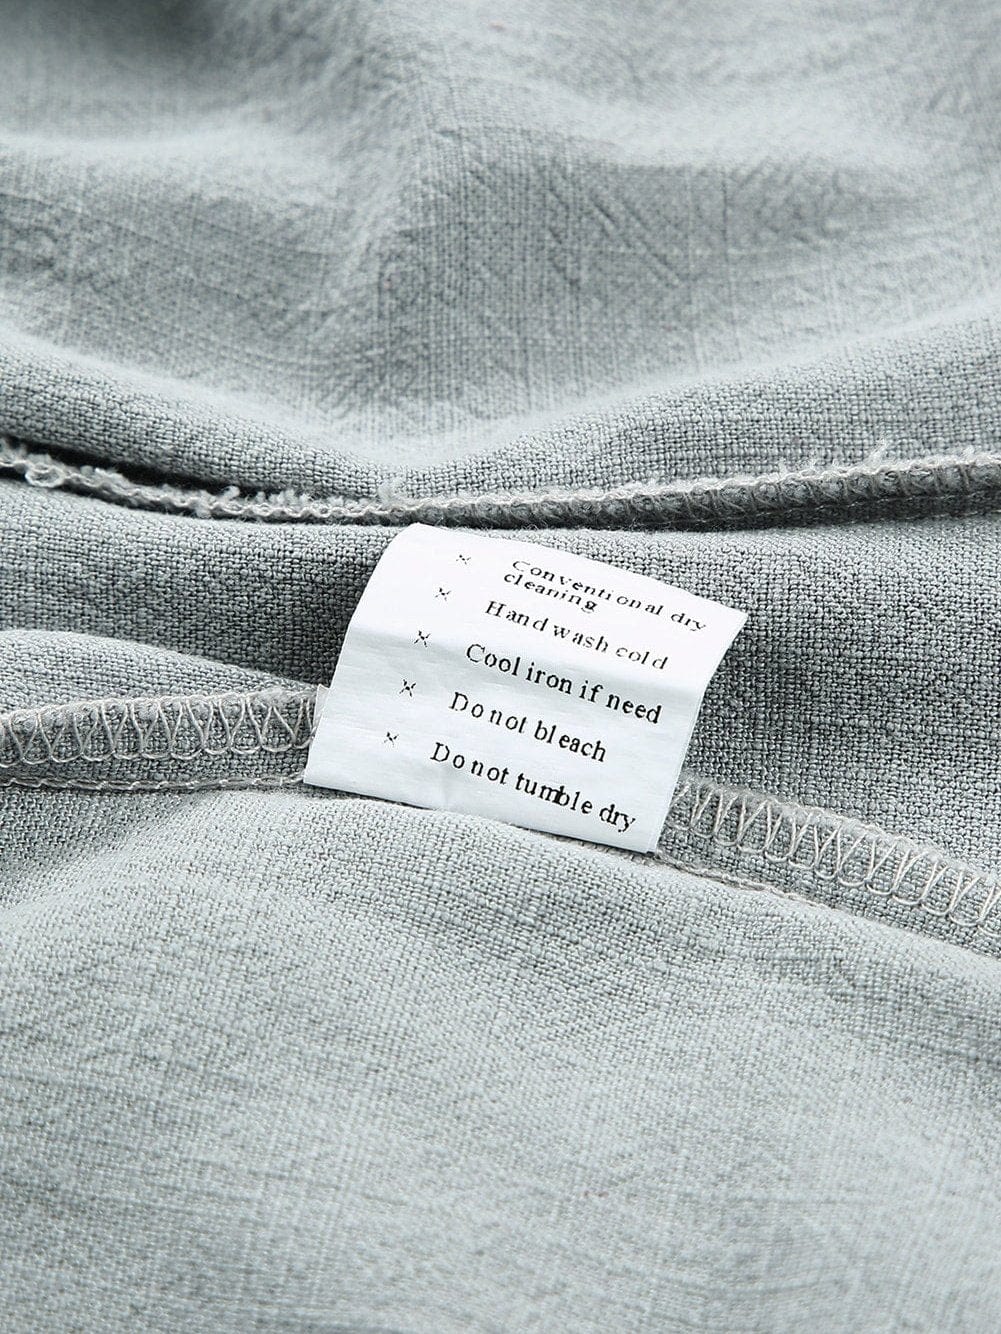 ※ Conventional dry
cleaning
※ Hand wash cold
※ Cool iron if need
※ Do not bleach
※ Do not tumble dry